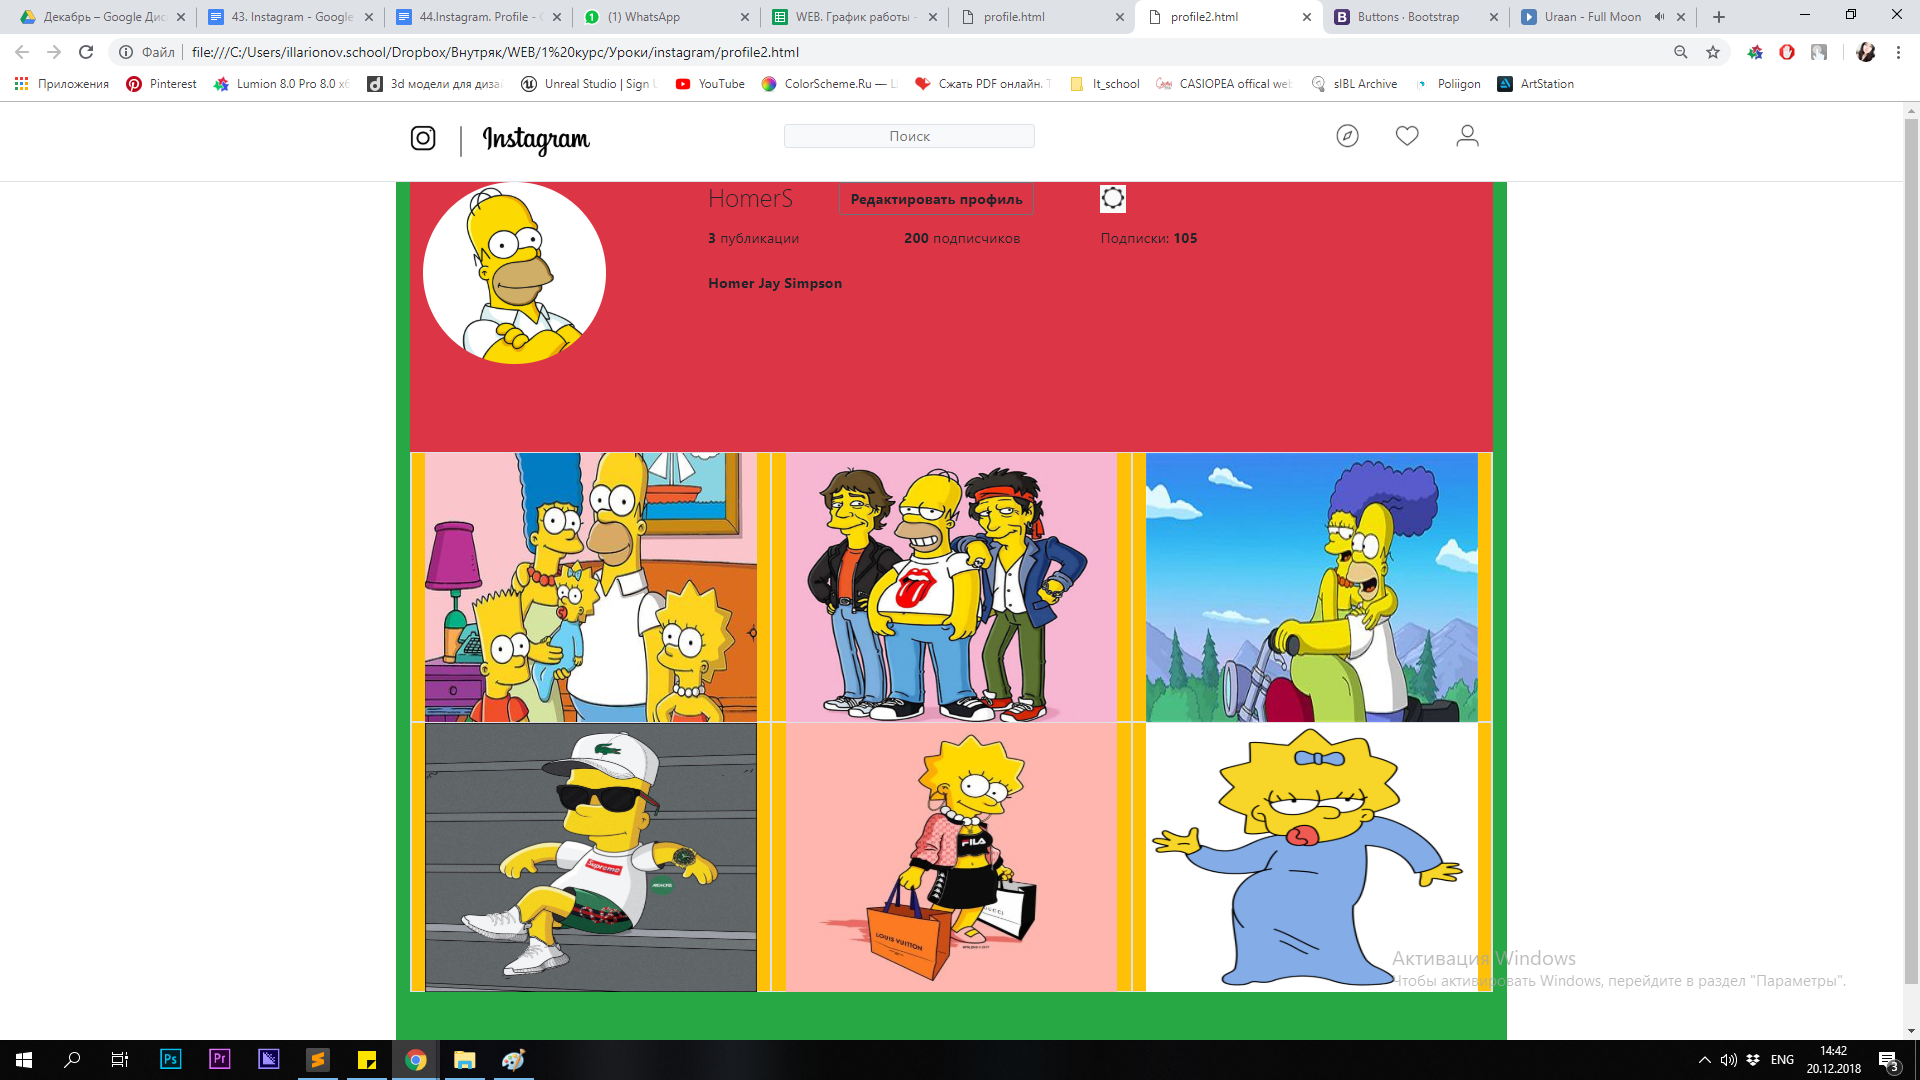 Декабрь – Google Дис
43. Instagram - Google
44.Instagram. Profile -
(1) WhatsApp
WEB. График работы -
profile.html
profile2.html
Buttons · Bootstrap
Uraan - Full Moon
Файл
file:///C:/Users/illarionov.school/Dropbox/Внутряк/WEB/1%20курс/Уроки/instagram/profile2.html
Приложения
Pinterest
Lumion 8.0 Pro 8.0 x6
3d модели для дизай
Unreal Studio | Sign U
YouTube
ColorScheme.Ru —
Сжать PDF онлайн. Т
It_school
CASIOPEA offical web
sIBL Archive
Poliigon
ArtStation
Instagram
Поиск
HomerS
Редактировать профиль
3 публикации
200 подписчиков
Подписки: 105
Homer Jay Simpson
Supreme
FILA
LOUIS VUITTON
Активация Windows
Чтобы активировать Windows, перейдите в раздел "Параметры".
Ps
Pr
ENG
14:42
20.12.2018
3